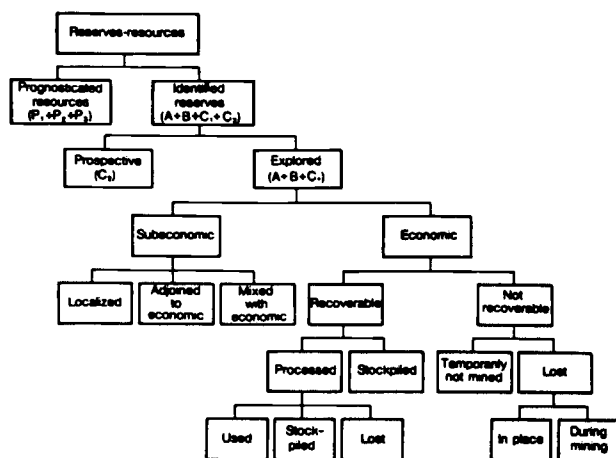 Reserves-resources
Prognosticated
resources
(P₁+P₂+P₃)
Identified
reserves
(A+B+C₁+C₂)
Prospective
(C₂)
Explored
(A+B+C₁)
Subeconomic
Economic
Localized
Adjoined
to
economic
Mixed
with
economic
Recoverable
Not
recoverable
Processed
Stockpiled
Temporarily
not mined
Lost
Used
Stock-
piled
Lost
In place
During
mining